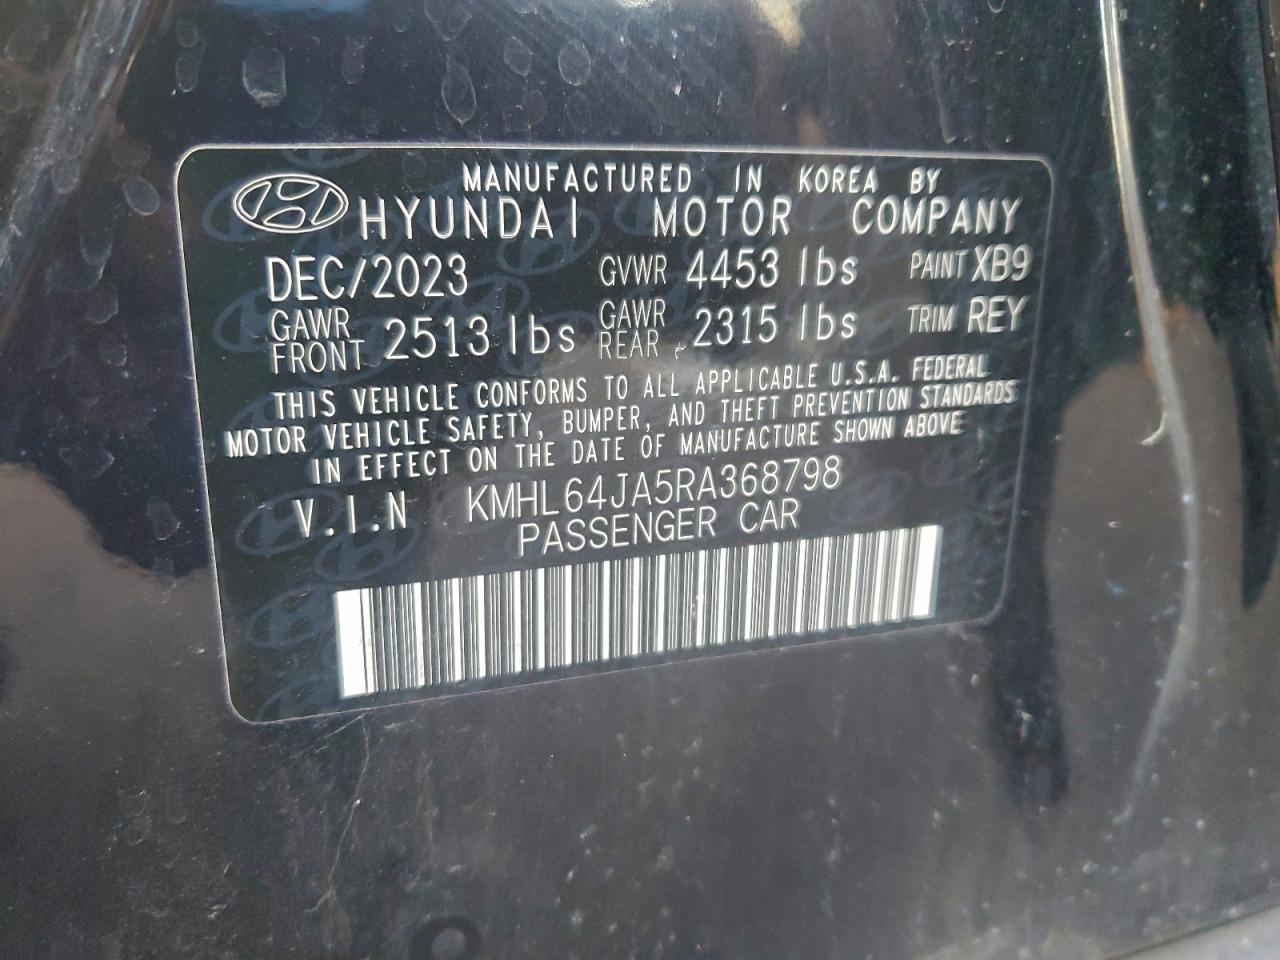 MANUFACTURED IN KOREA BY
HYUNDAI MOTOR COMPANY
DEC/2023 GVWR 4453 lbs PAINT XB9
GAWR FRONT 2513 lbs GAWR REAR 2315 lbs TRIM REY
THIS VEHICLE CONFORMS TO ALL APPLICABLE U.S.A. FEDERAL
MOTOR VEHICLE SAFETY, BUMPER, AND THEFT PREVENTION STANDARDS
IN EFFECT ON THE DATE OF MANUFACTURE SHOWN ABOVE
V.I.N KMHL64JA5RA368798
PASSENGER CAR